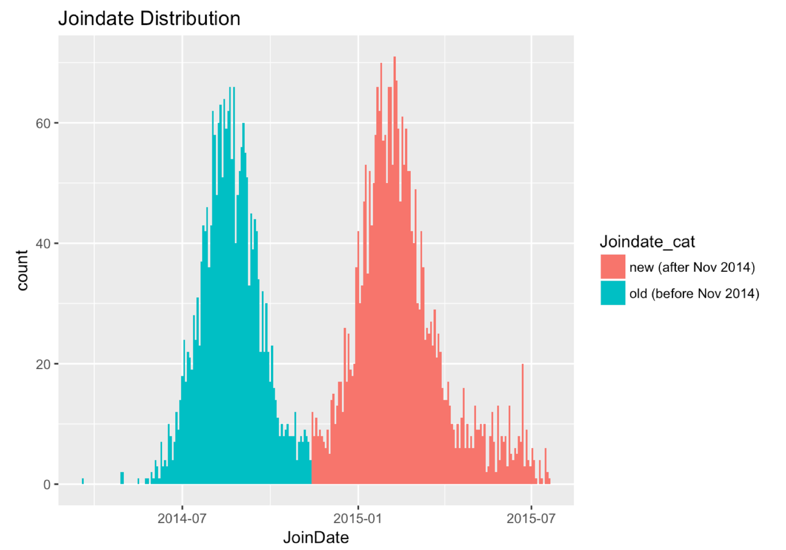 Joindate Distribution
60
40
20
0
count
2014-07
2015-01
2015-07
JoinDate
Joindate_cat
new (after Nov 2014)
old (before Nov 2014)